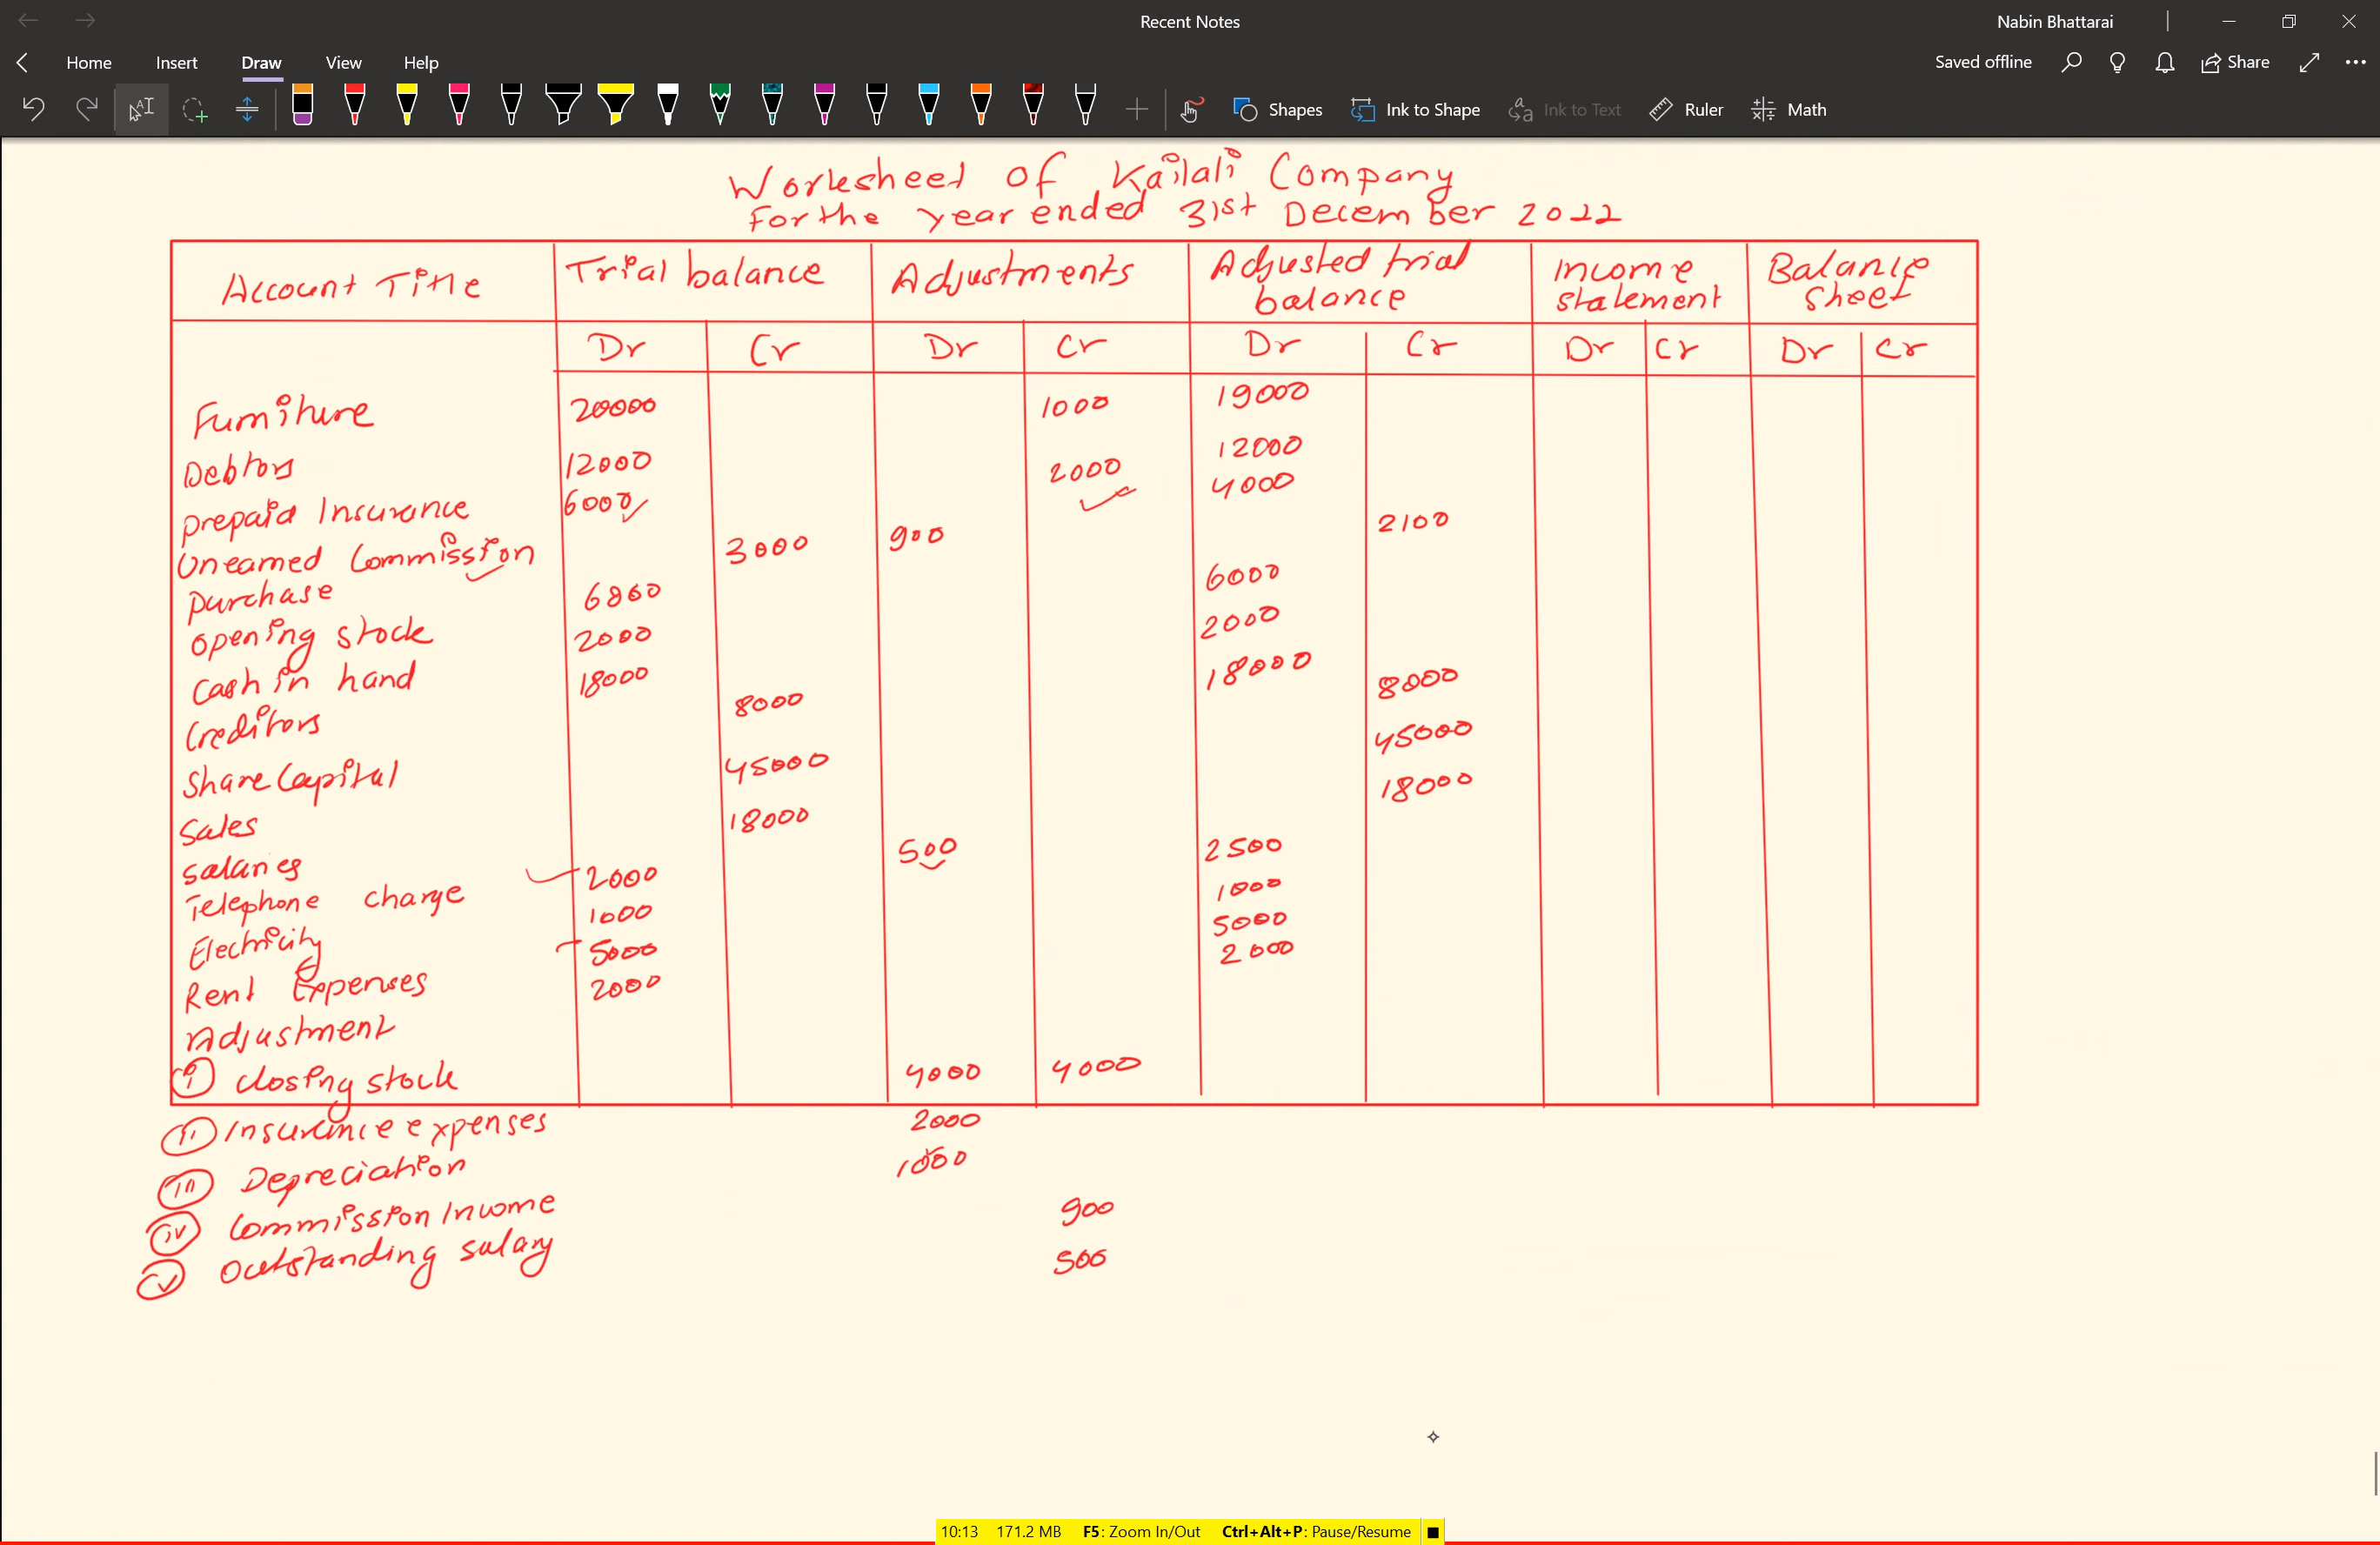 Recent Notes
Nabin Bhattarai
Home Insert Draw View Help
Saved offline Share
Shapes Ink to Shape Ink to Text Ruler Math
Worksheet of Kailali Company
For the year ended 31st December 2022
Account Title Trial balance Adjustments Adjusted trial balance Income statement Balance Sheet
Dr Cr Dr Cr Dr Cr Dr Cr Dr Cr
Furniture 20000 1000 19000
Debtors 12000 12000
Prepaid Insurance 6000 2000 4000
Unearned Commission 3000 900 2100
Purchase 6000 6000
Opening stock 2000 2000
Cash in hand 18000 18000
Creditors 8000 8000
Share Capital 45000 45000
Sales 18000 18000
Salaries 2000 500 2500
Telephone charge 1000 1000
Electricity 5000 5000
Rent Expenses 2000 2000
Adjustment
(i) Closing stock 4000 4000
(ii) Insurance expenses 2000
(iii) Depreciation 1000
(iv) Commission Income 900
(v) Outstanding salary 500
10:13 171.2 MB F5: Zoom In/Out Ctrl+Alt+P: Pause/Resume